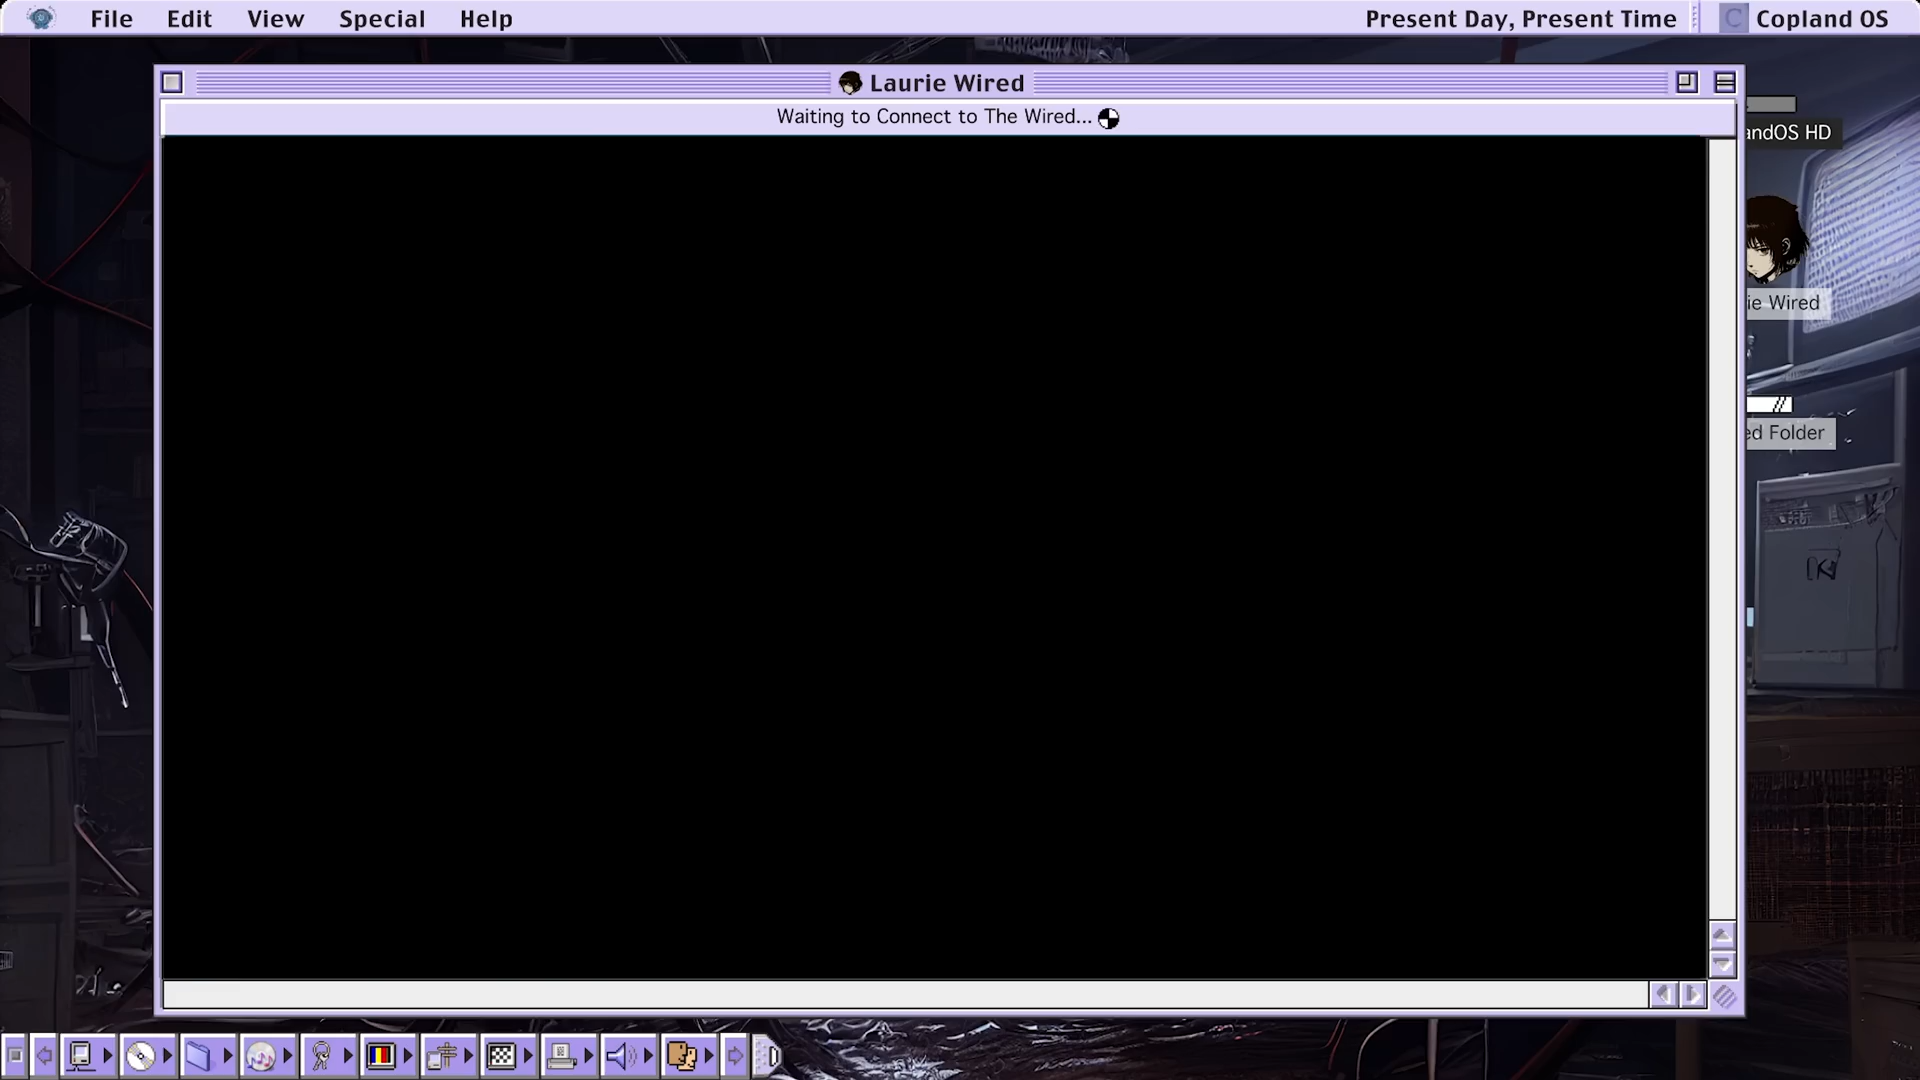 File Edit View Special Help Present Day, Present Time C Copland OS
Laurie Wired
Waiting to Connect to The Wired...
andOS HD
ie Wired
ed Folder